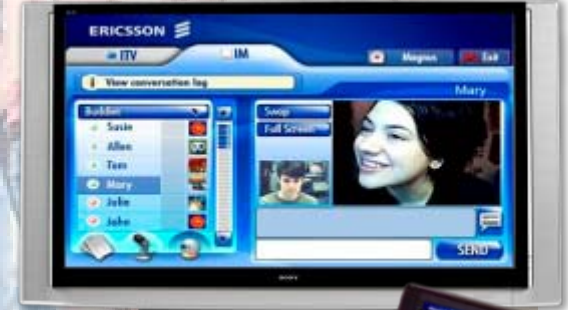 ERICSSON
ITV
IM
Magnus
Exit
View conversation log
Mary
Buddies
Swap
Full Screen
Susie
Allen
Tom
Mary
Julie
John
SEND
SONY